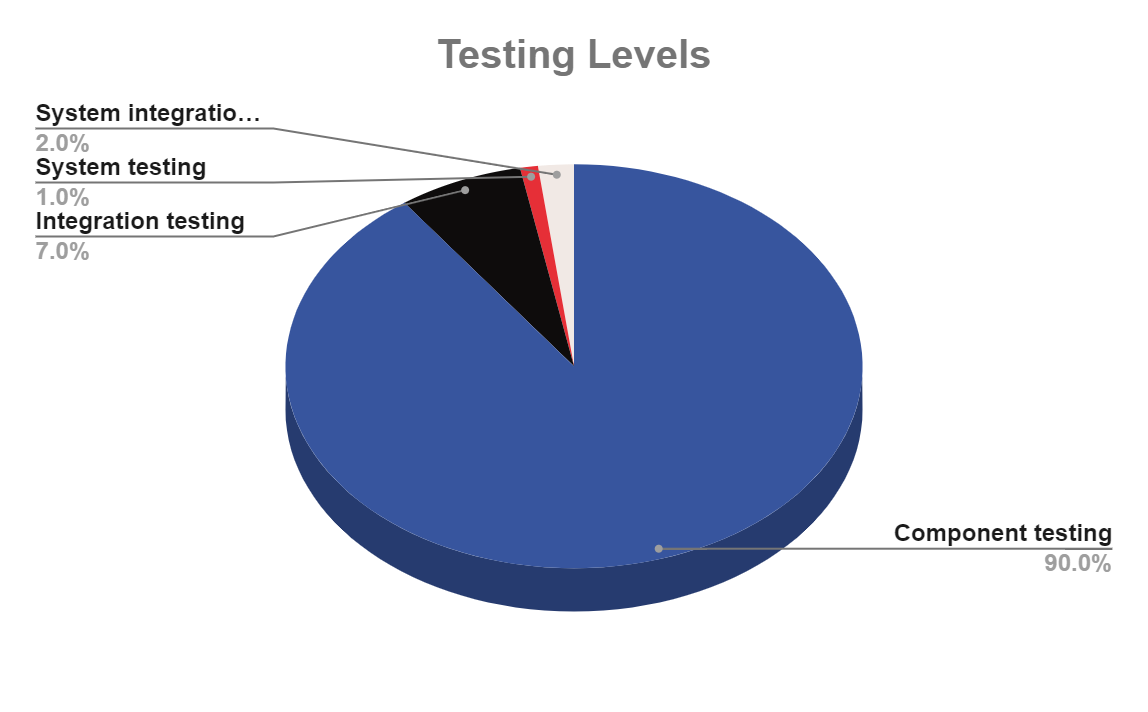 Testing Levels
System integratio…
2.0%
System testing
1.0%
Integration testing
7.0%
Component testing
90.0%